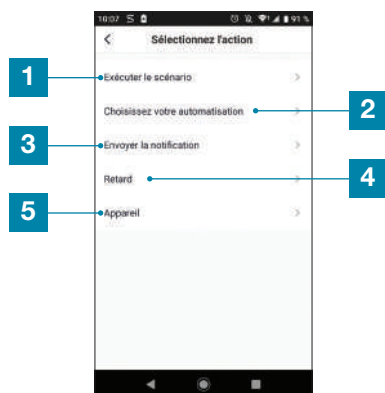 16:07 91 %
Sélectionnez l'action
1 Exécuter le scénario
Choisissez votre automatisation 2
3 Envoyer la notification
Retard 4
5 Appareil